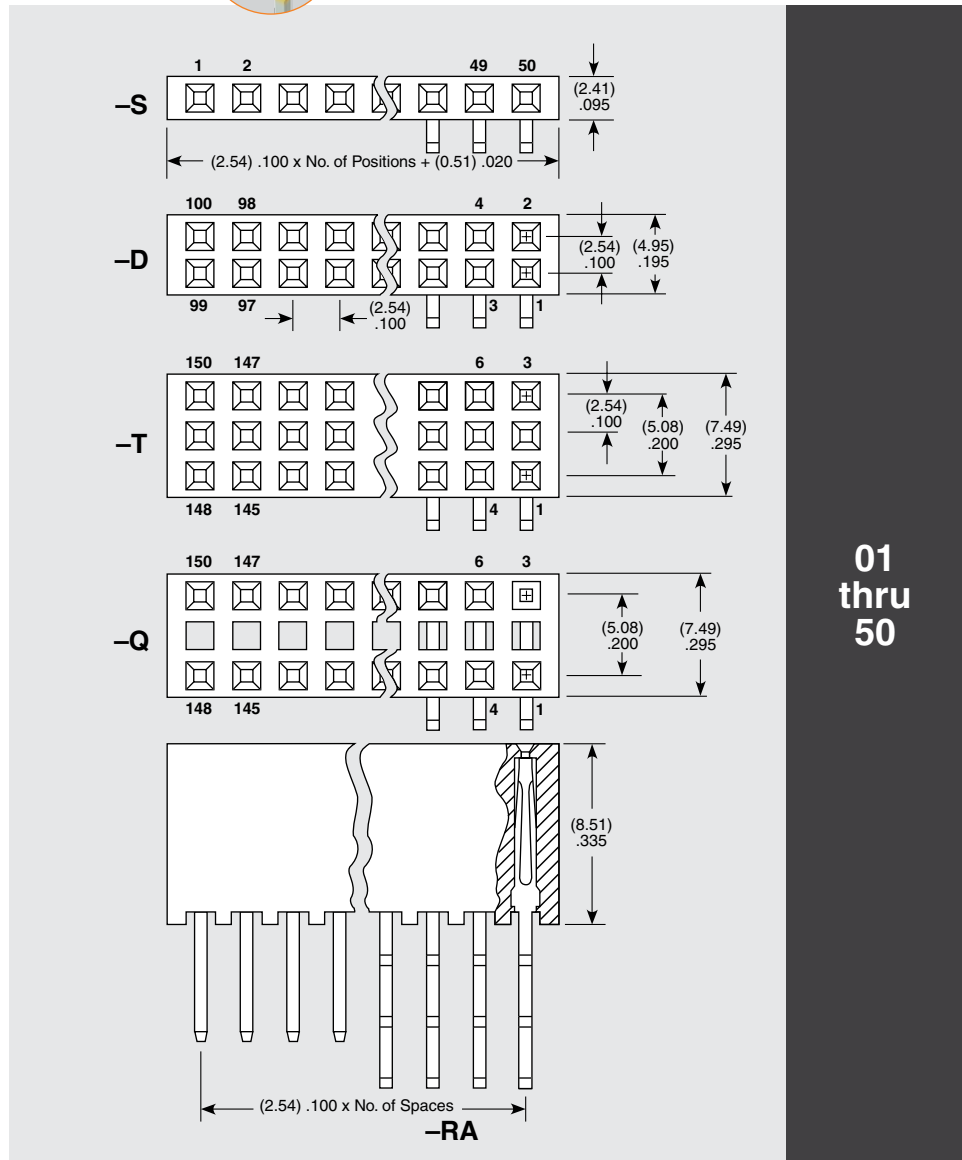 1 2 49 50
–S
(2.41)
.095
(2.54) .100 x No. of Positions + (0.51) .020
100 98 4 2
–D
(2.54)
.100
(4.95)
.195
99 97 3 1
(2.54)
.100
150 147 6 3
–T
(2.54)
.100
(5.08)
.200
(7.49)
.295
148 145 4 1
150 147 6 3
–Q
(5.08)
.200
(7.49)
.295
148 145 4 1
(8.51)
.335
(2.54) .100 x No. of Spaces
–RA
01
thru
50